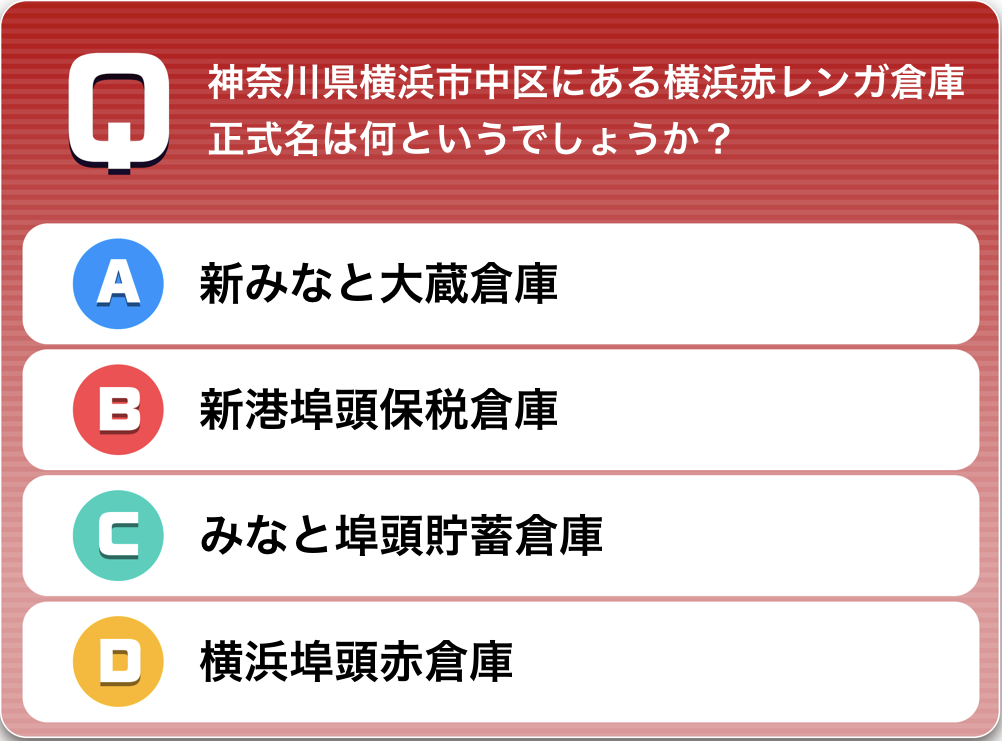 Q
神奈川県横浜市中区にある横浜赤レンガ倉庫
正式名は何というでしょうか？
A 新みなと大蔵倉庫
B 新港埠頭保税倉庫
C みなと埠頭貯蓄倉庫
D 横浜埠頭赤倉庫